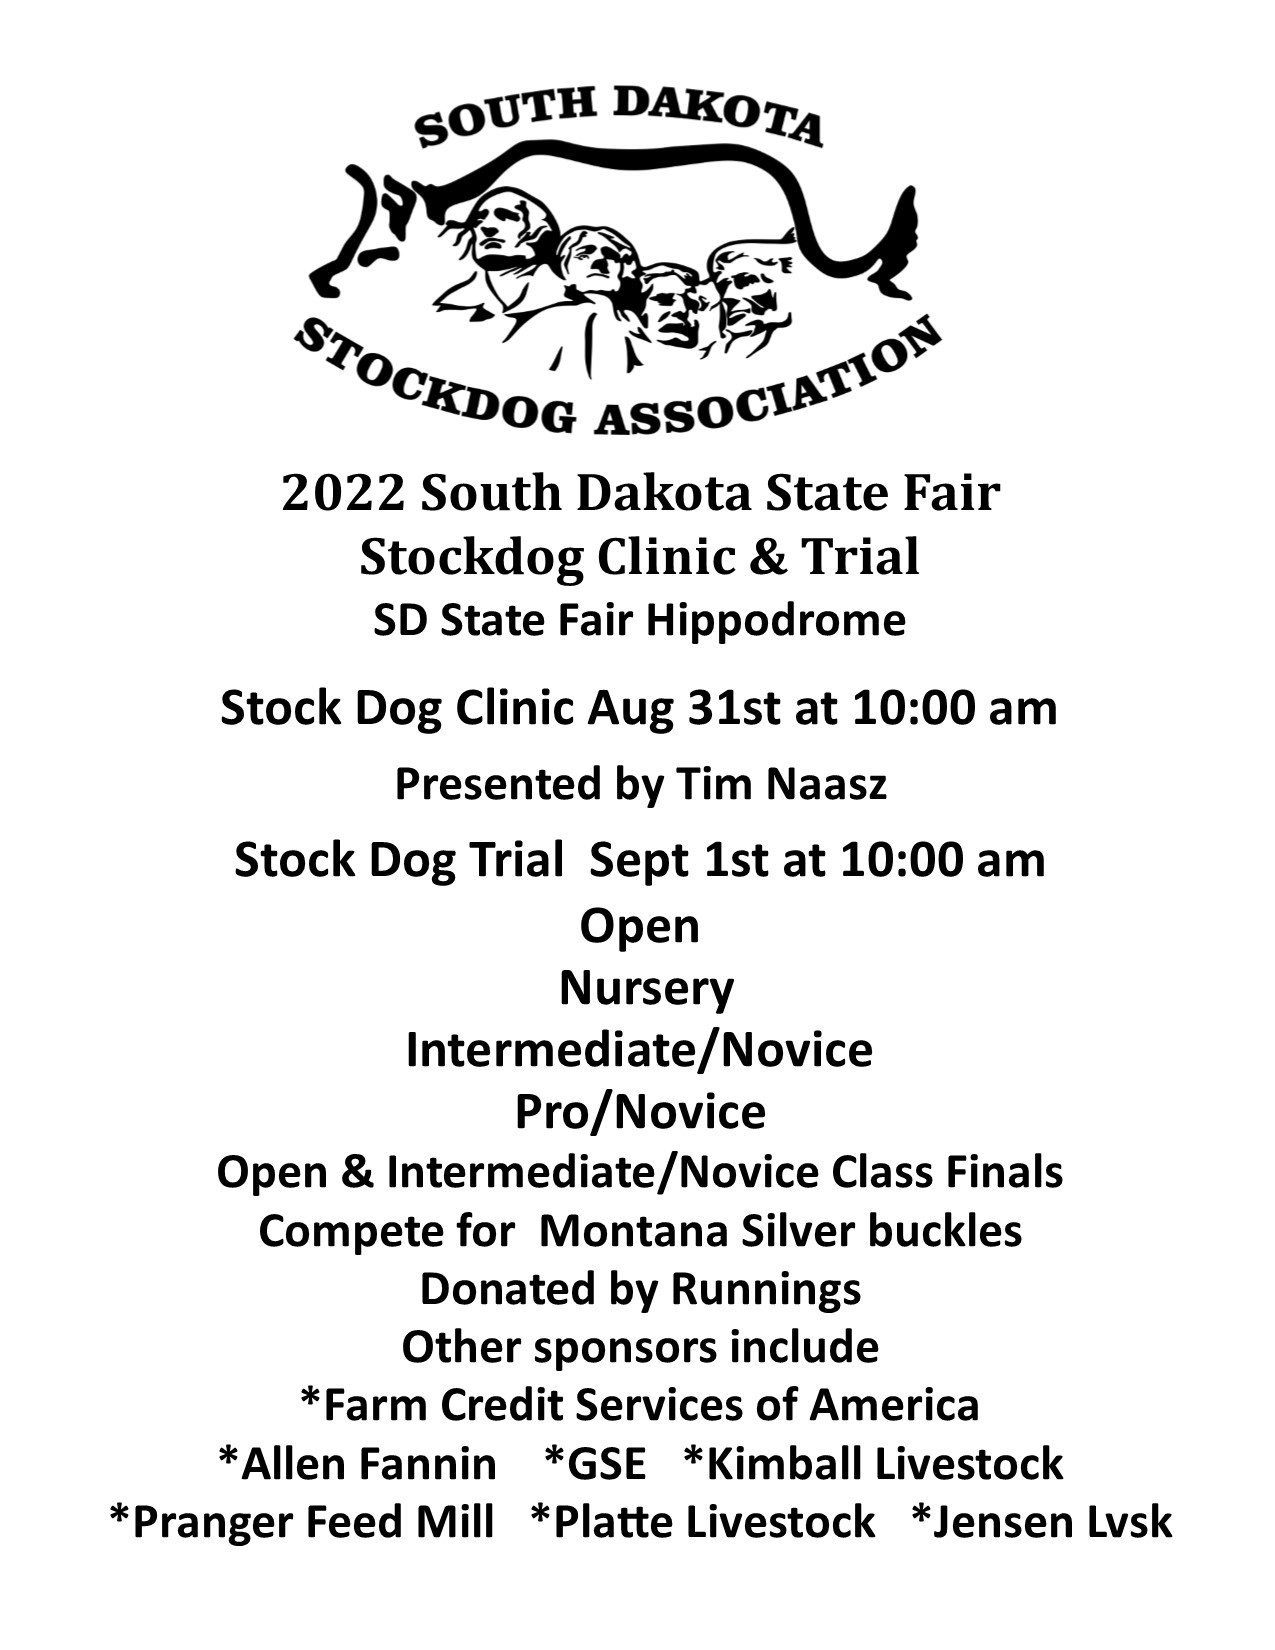 SOUTH DAKOTA
STOCKDOG ASSOCIATION
2022 South Dakota State Fair
Stockdog Clinic & Trial
SD State Fair Hippodrome
Stock Dog Clinic Aug 31st at 10:00 am
Presented by Tim Naasz
Stock Dog Trial  Sept 1st at 10:00 am
Open
Nursery
Intermediate/Novice
Pro/Novice
Open & Intermediate/Novice Class Finals
Compete for  Montana Silver buckles
Donated by Runnings
Other sponsors include
*Farm Credit Services of America
*Allen Fannin    *GSE   *Kimball Livestock
*Pranger Feed Mill   *Platte Livestock   *Jensen Lvsk